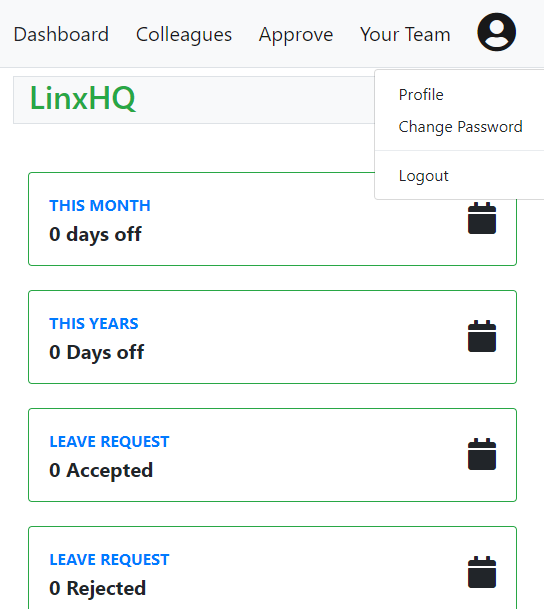 Dashboard Colleagues Approve Your Team
Profile
Change Password
Logout
LinxHQ
THIS MONTH
0 days off
THIS YEARS
0 Days off
LEAVE REQUEST
0 Accepted
LEAVE REQUEST
0 Rejected